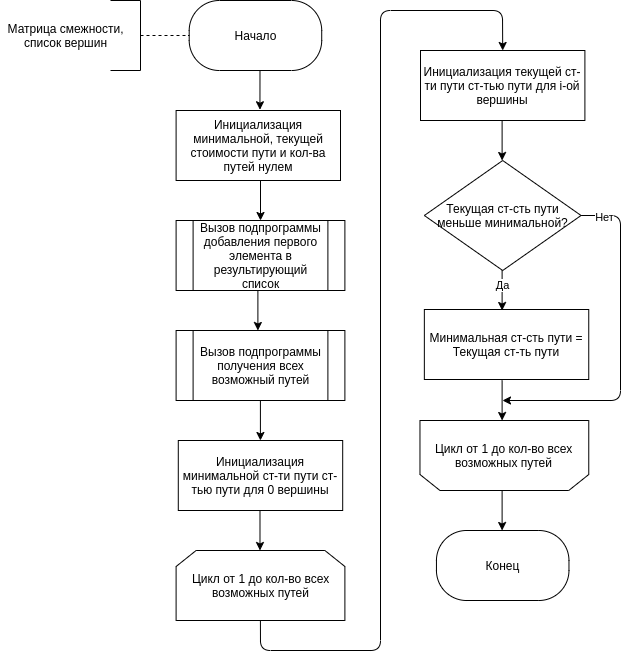 Матрица смежности,
список вершин
Начало
Инициализация
минимальной, текущей
стоимости пути и кол-ва
путей нулем
Вызов подпрограммы
добавления первого
элемента в
результирующий
список
Вызов подпрограммы
получения всех
возможный путей
Инициализация
минимальной ст-ти пути ст-
тью пути для 0 вершины
Цикл от 1 до кол-во всех
возможных путей
Инициализация текущей ст-
ти пути ст-тью пути для i-ой
вершины
Текущая ст-сть пути
меньше минимальной?
Нет
Да
Минимальная ст-сть пути =
Текущая ст-ть пути
Цикл от 1 до кол-во всех
возможных путей
Конец